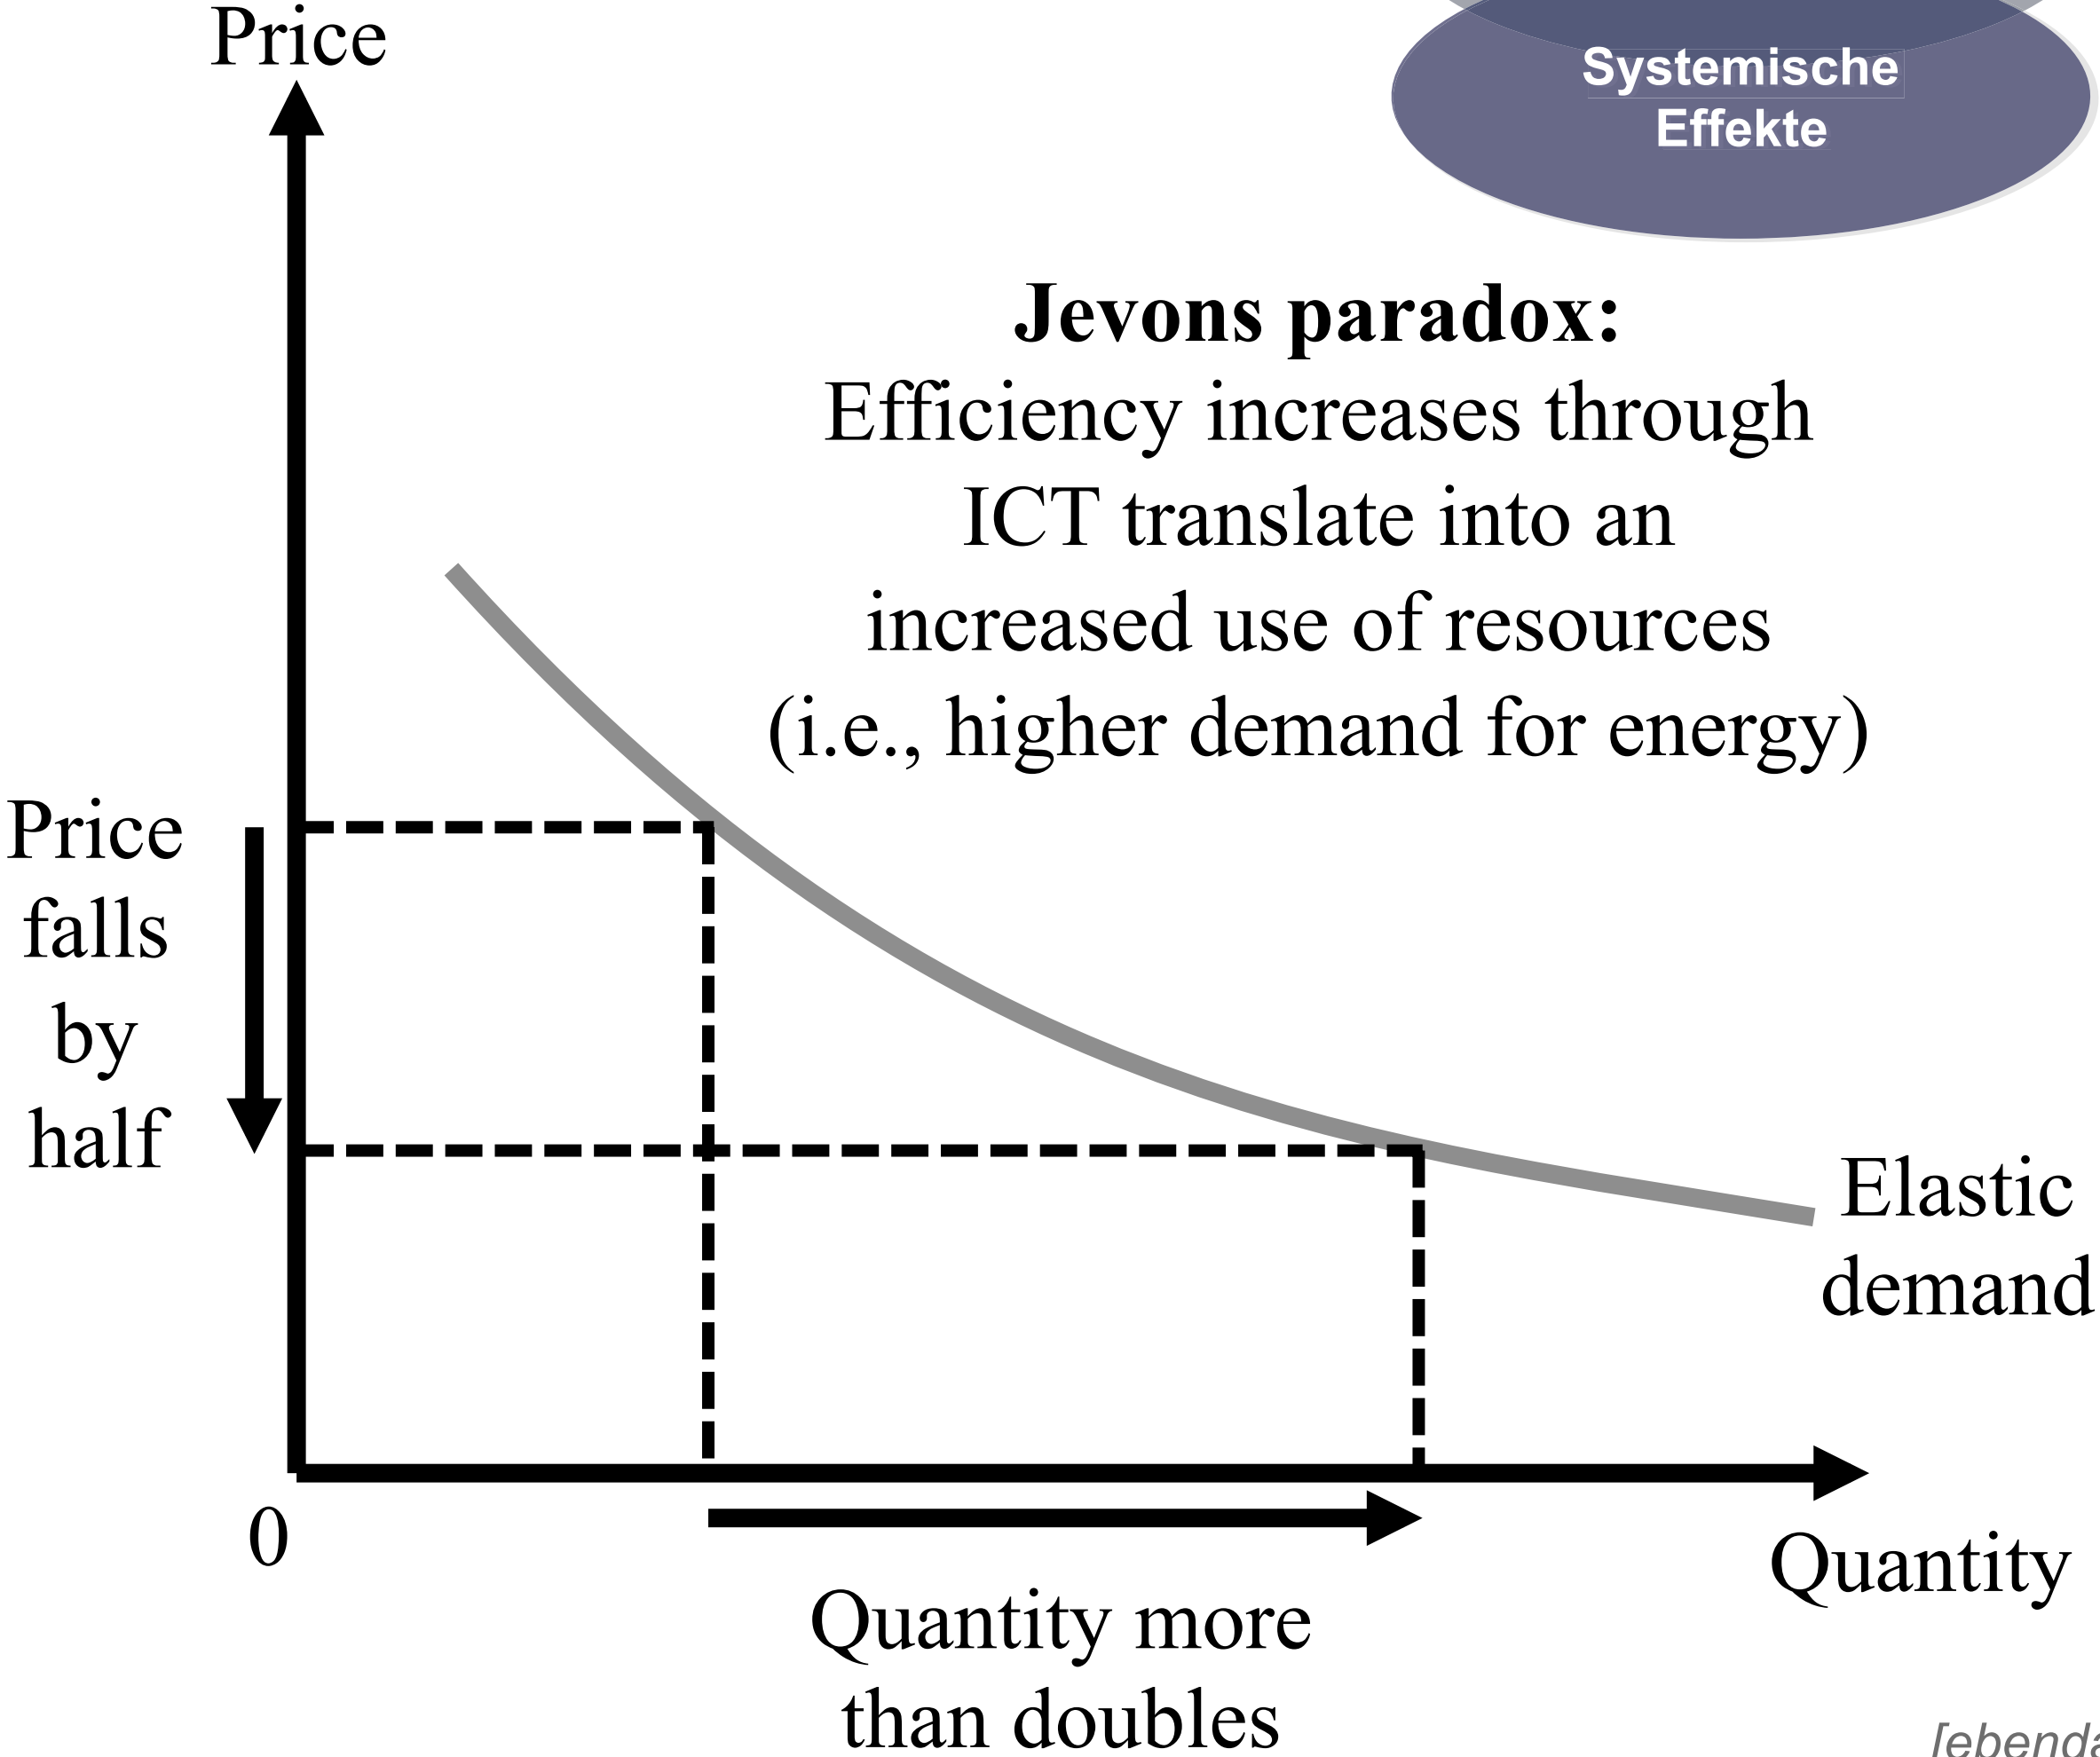 Price
Systemische
Effekte
Jevons paradox:
Efficiency increases through
ICT translate into an
increased use of resources
(i.e., higher demand for energy)
Price
falls
by
half
Elastic
demand
0
Quantity
Quantity more
than doubles